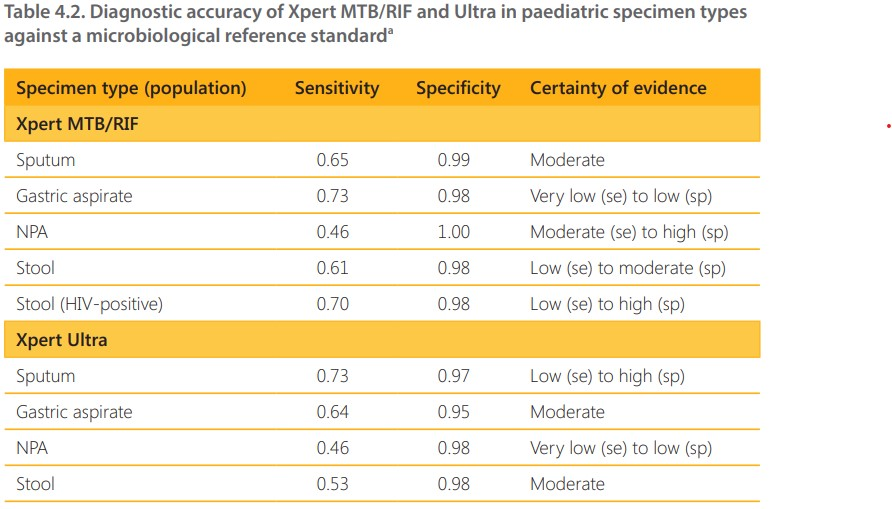 Table 4.2. Diagnostic accuracy of Xpert MTB/RIF and Ultra in paediatric specimen types
against a microbiological reference standardª
Specimen type (population) Sensitivity Specificity Certainty of evidence
Xpert MTB/RIF
Sputum 0.65 0.99 Moderate
Gastric aspirate 0.73 0.98 Very low (se) to low (sp)
NPA 0.46 1.00 Moderate (se) to high (sp)
Stool 0.61 0.98 Low (se) to moderate (sp)
Stool (HIV-positive) 0.70 0.98 Low (se) to high (sp)
Xpert Ultra
Sputum 0.73 0.97 Low (se) to high (sp)
Gastric aspirate 0.64 0.95 Moderate
NPA 0.46 0.98 Very low (se) to low (sp)
Stool 0.53 0.98 Moderate